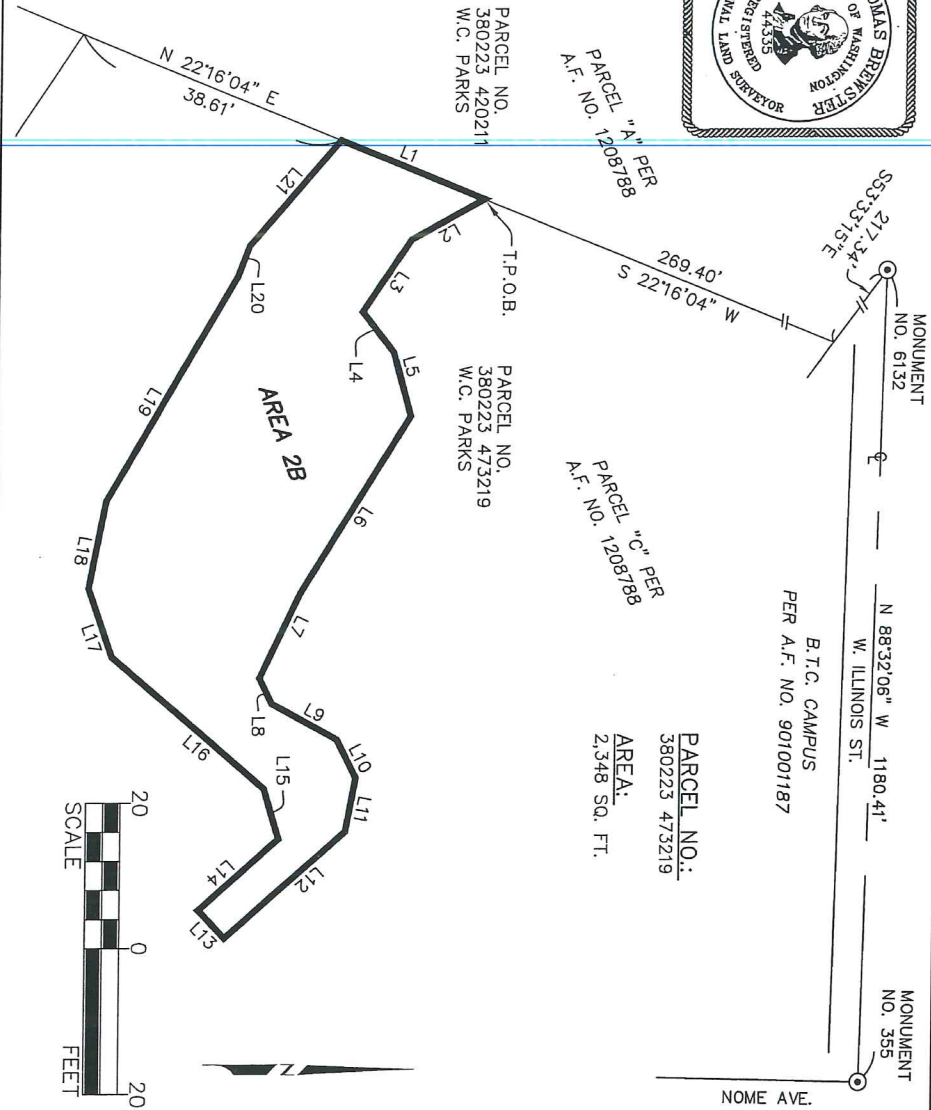 OMAS BREWSTER
OF WASHINGTON
44335
REGISTERED
NAL LAND SURVEYOR
MONUMENT
NO. 6132
S53°33'15"E
217.34'
℄
N 88°32'06" W 1180.41'
W. ILLINOIS ST.
MONUMENT
NO. 355
NOME AVE.
B.T.C. CAMPUS
PER A.F. NO. 901001187
PARCEL "A" PER
A.F. NO. 1208788
269.40'
S 22°16'04" W
PARCEL "C" PER
A.F. NO. 1208788
PARCEL NO.:
380223 473219
AREA:
2,348 SQ. FT.
PARCEL NO.
380223 420211
W.C. PARKS
T.P.O.B.
PARCEL NO.
380223 473219
W.C. PARKS
N 22°16'04" E
38.61'
L1
L2
L3
L4
L5
L6
L7
L8
L9
L10
L11
L12
L13
L14
L15
L16
L17
L18
L19
L20
L21
AREA 2B
N
20 0 20
SCALE FEET